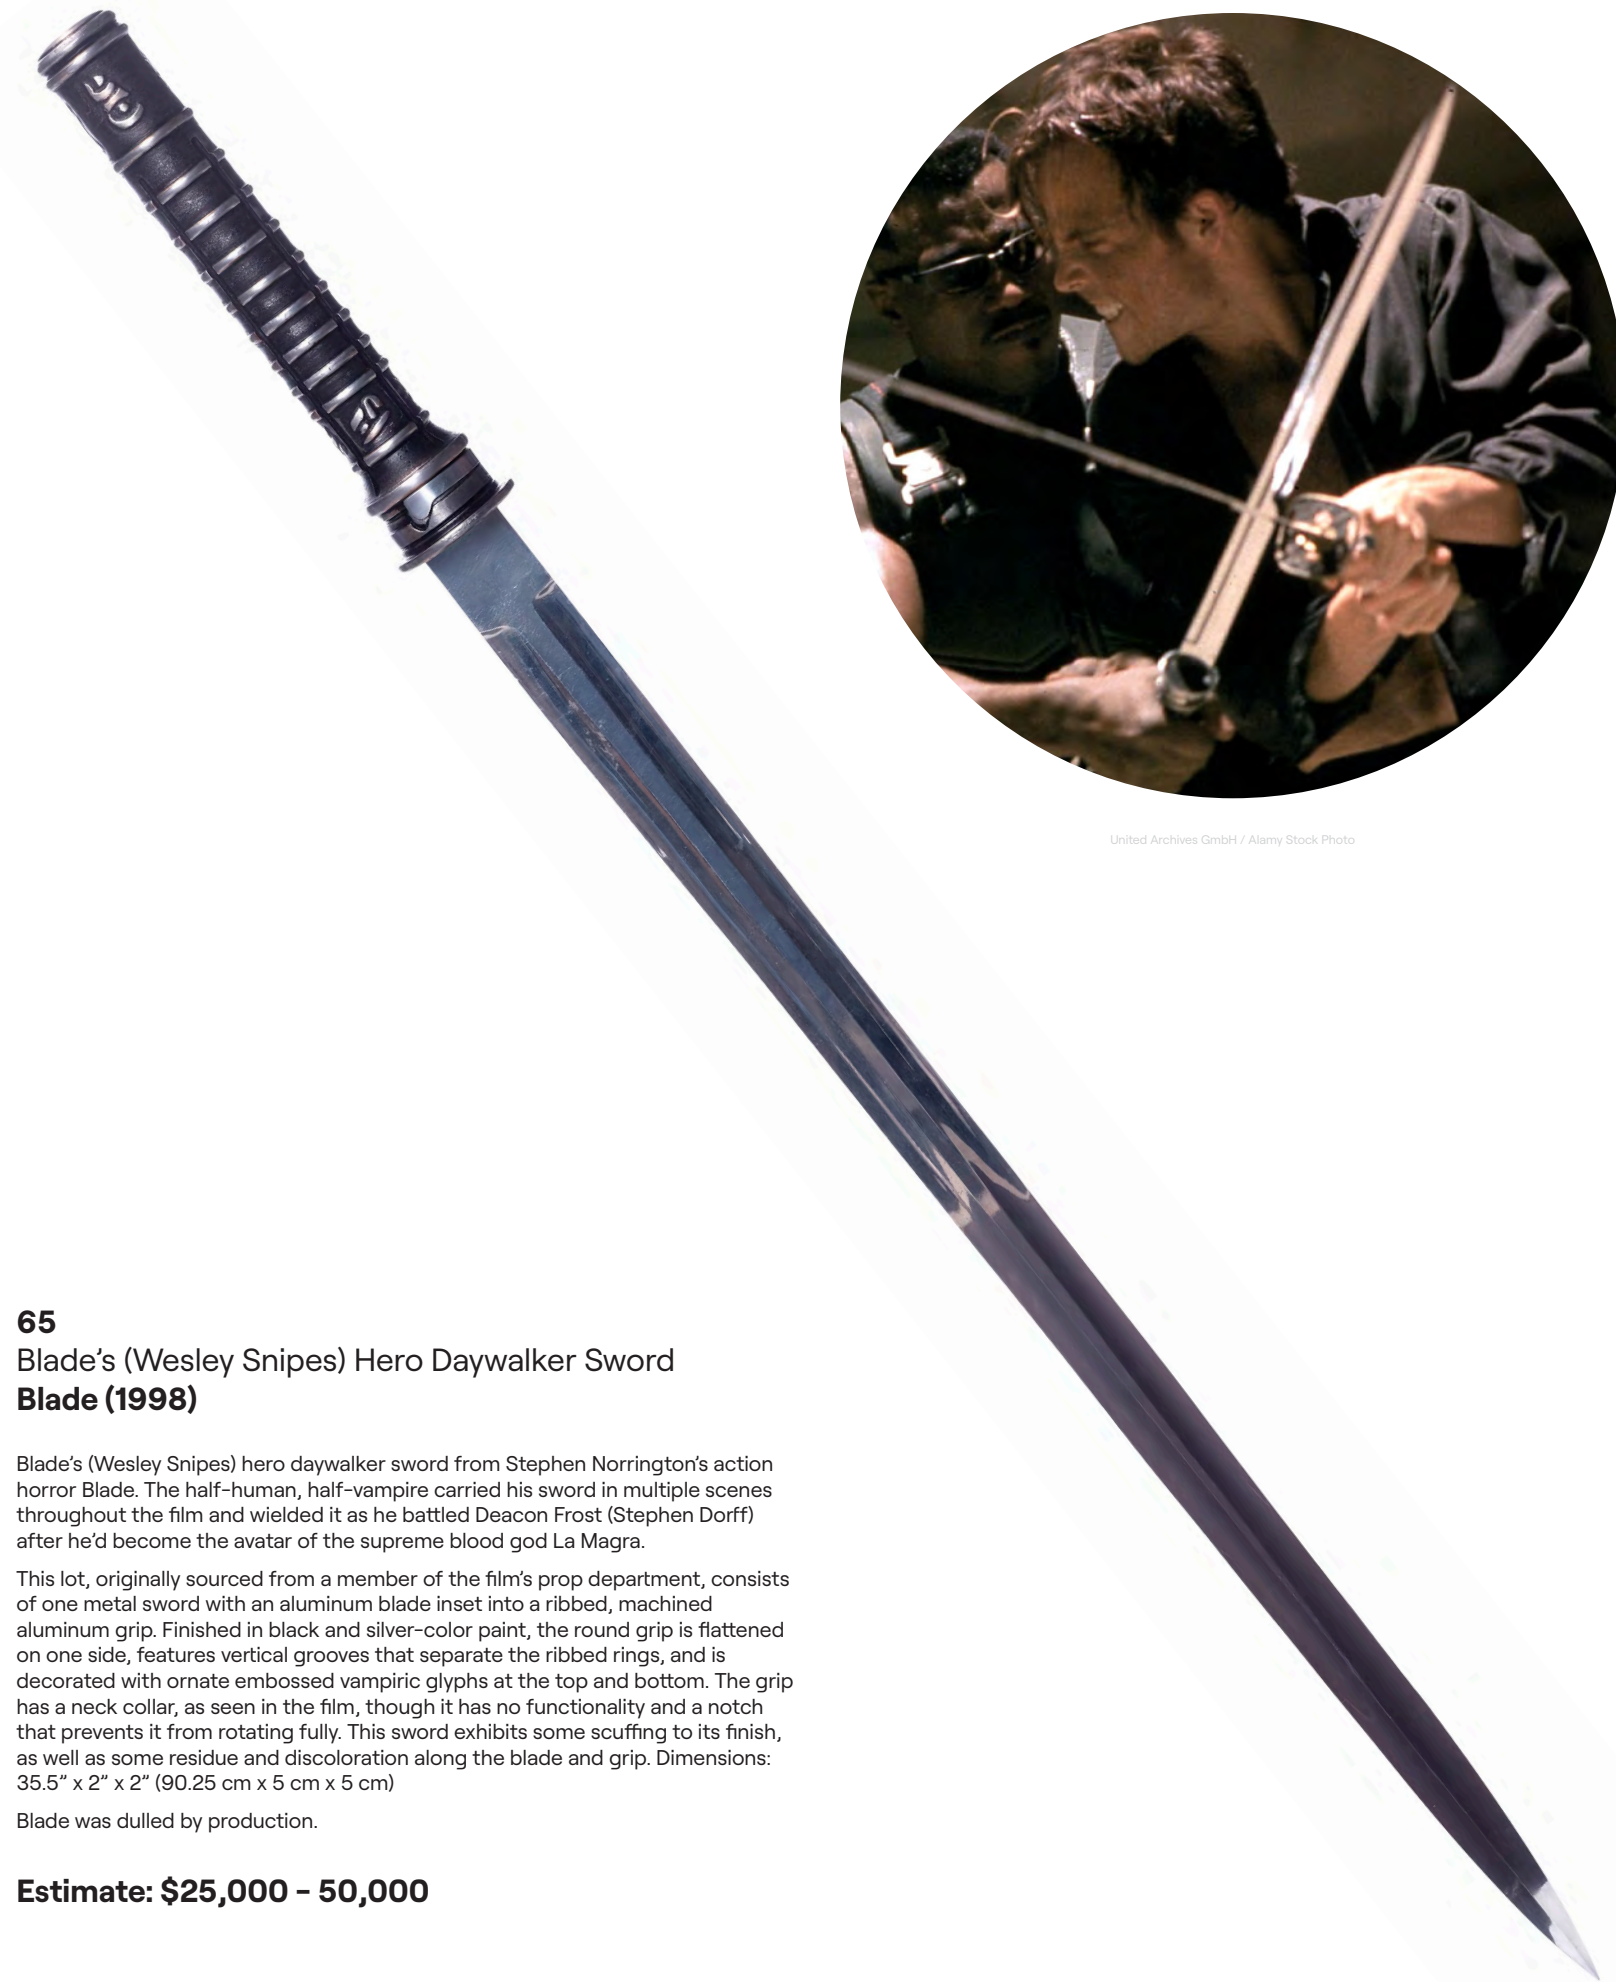 United Archives GmbH / Alamy Stock Photo
65
Blade’s (Wesley Snipes) Hero Daywalker Sword
Blade (1998)
Blade’s (Wesley Snipes) hero daywalker sword from Stephen Norrington’s action
horror Blade. The half-human, half-vampire carried his sword in multiple scenes
throughout the film and wielded it as he battled Deacon Frost (Stephen Dorff)
after he’d become the avatar of the supreme blood god La Magra.
This lot, originally sourced from a member of the film’s prop department, consists
of one metal sword with an aluminum blade inset into a ribbed, machined
aluminum grip. Finished in black and silver-color paint, the round grip is flattened
on one side, features vertical grooves that separate the ribbed rings, and is
decorated with ornate embossed vampiric glyphs at the top and bottom. The grip
has a neck collar, as seen in the film, though it has no functionality and a notch
that prevents it from rotating fully. This sword exhibits some scuffing to its finish,
as well as some residue and discoloration along the blade and grip. Dimensions:
35.5” x 2” x 2” (90.25 cm x 5 cm x 5 cm)
Blade was dulled by production.
Estimate: $25,000 - 50,000